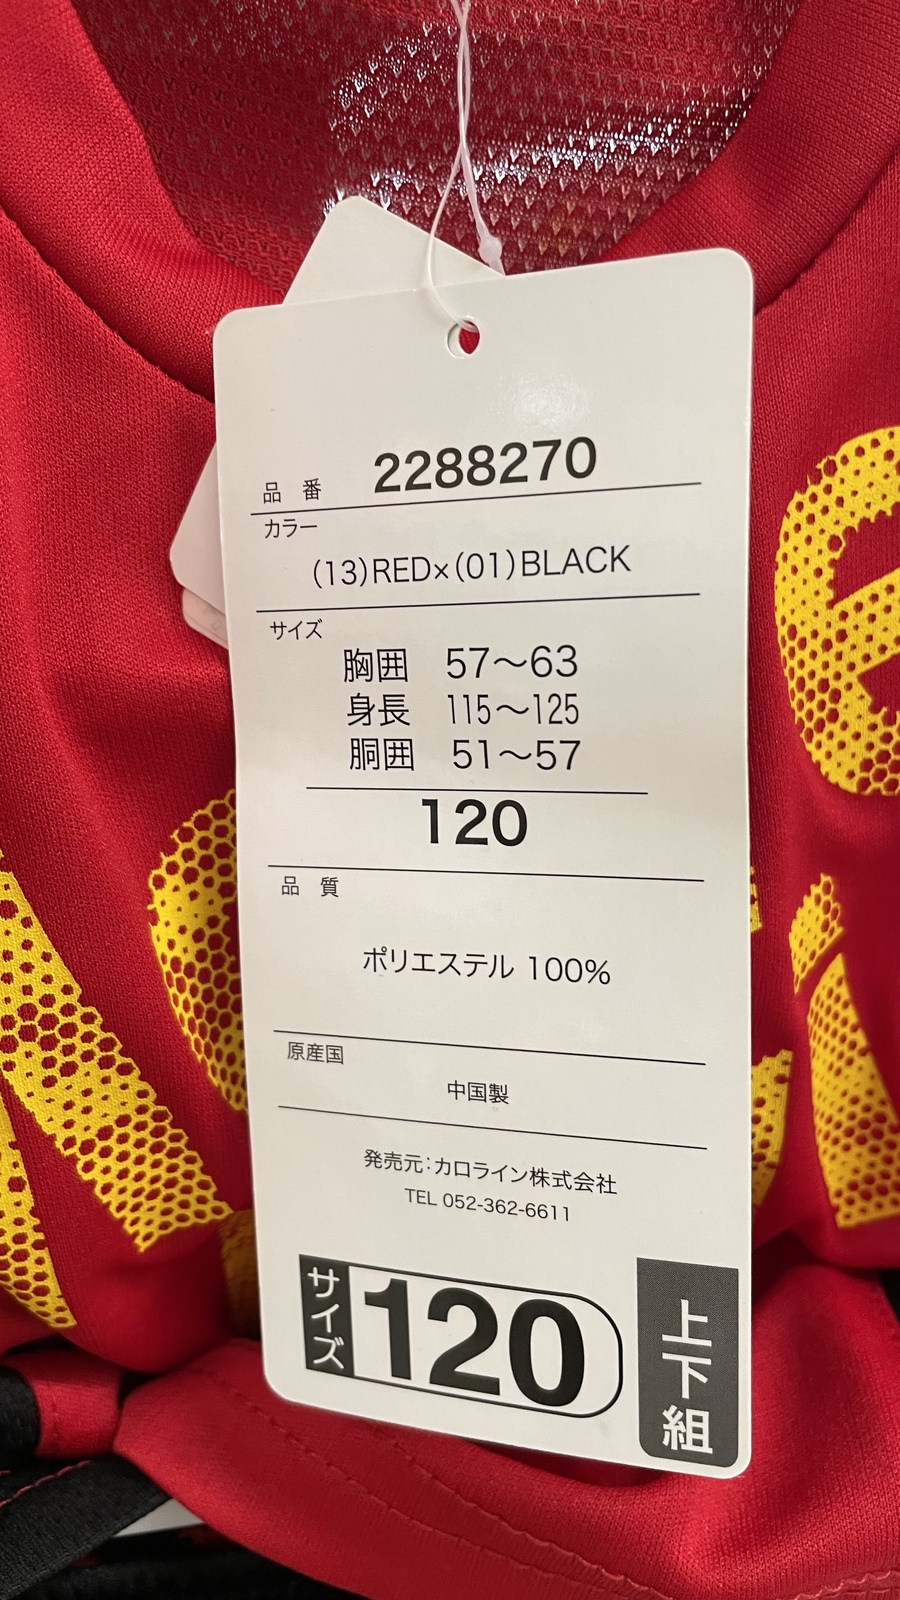 品番 2288270
カラー
(13)RED×(01)BLACK
サイズ
胸囲 57～63
身長 115～125
胴囲 51～57
120
品質
ポリエステル 100%
原産国
中国製
発売元:カロライン株式会社
TEL 052-362-6611
サイズ 120
上下組